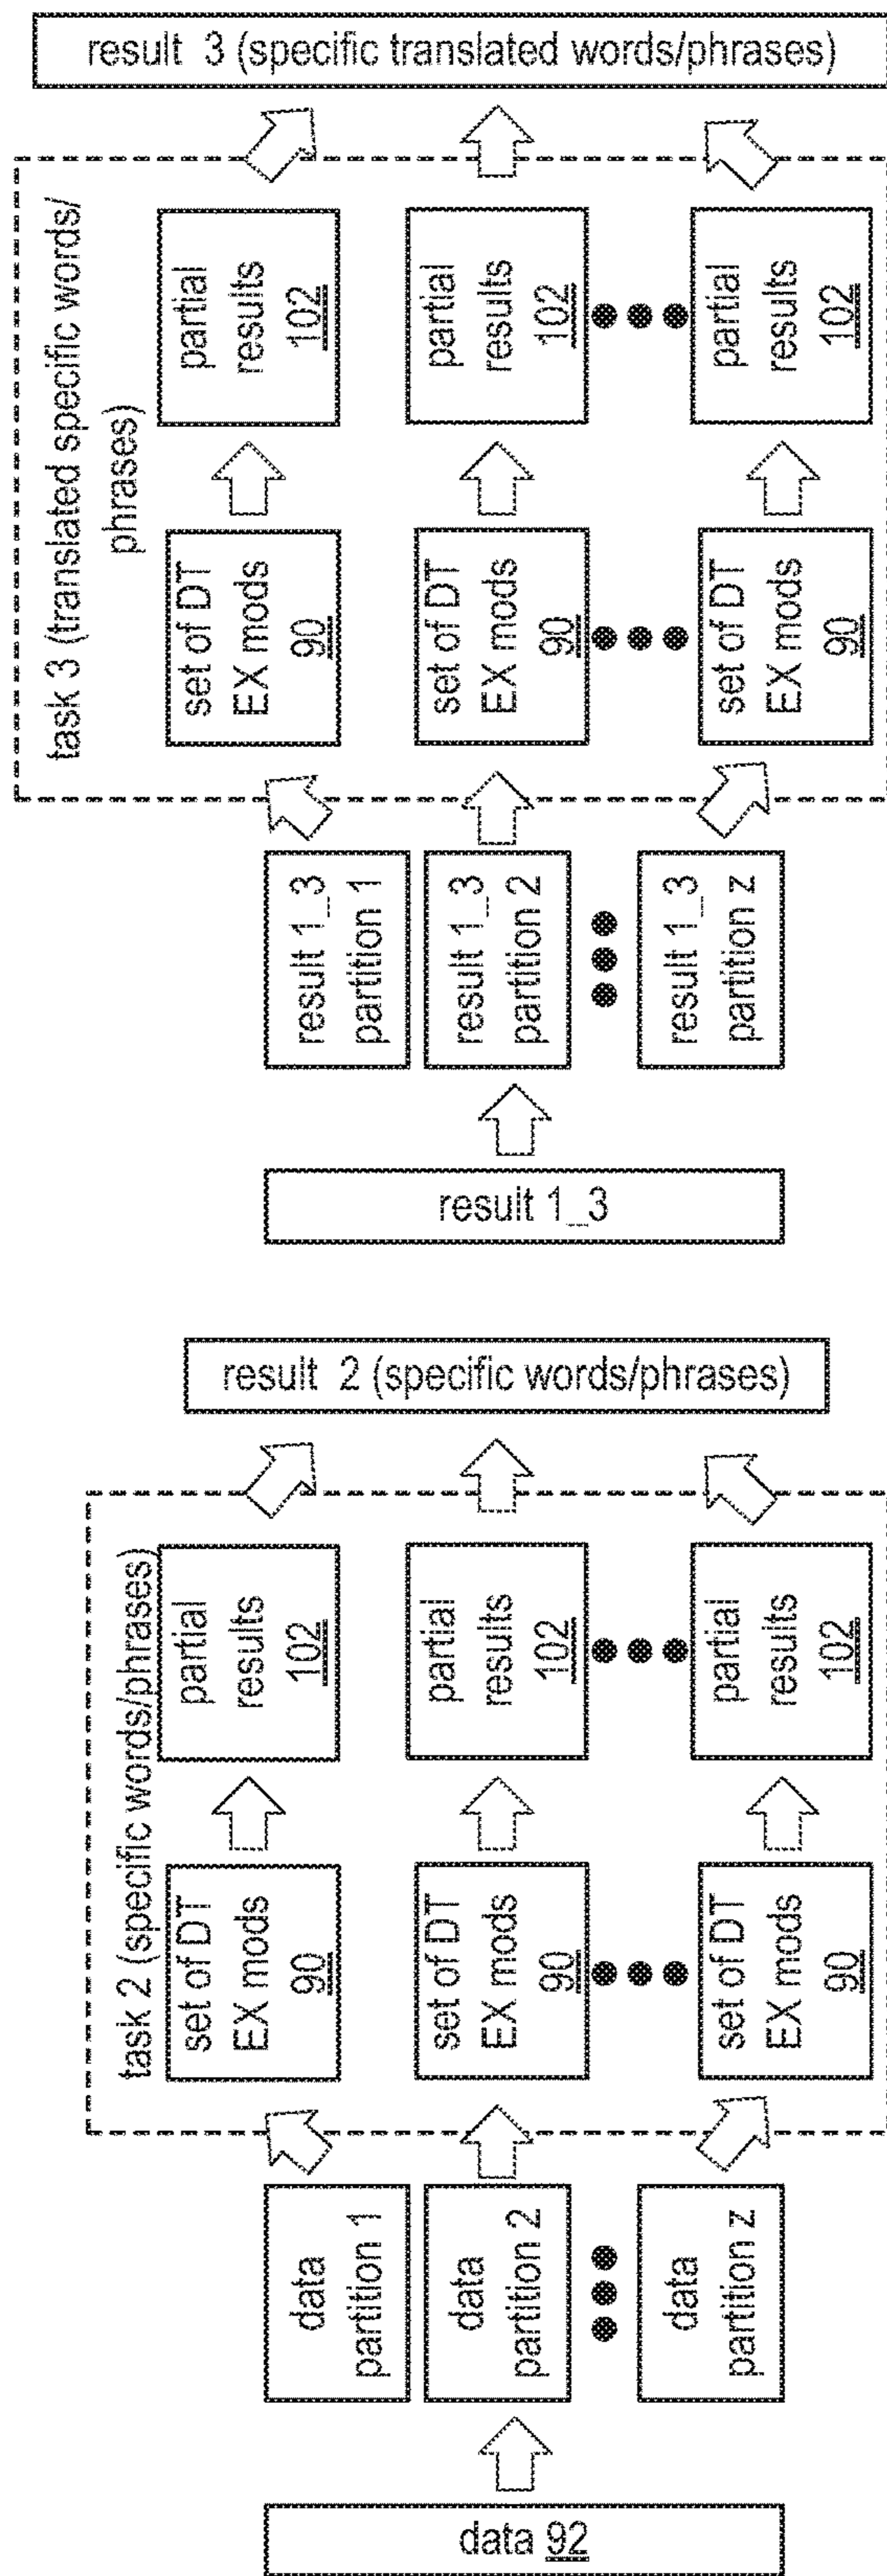 data 92
data
partition 1
data
partition 2
data
partition z
task 2 (specific words/phrases)
set of DT
EX mods
90
set of DT
EX mods
90
set of DT
EX mods
90
partial
results
102
partial
results
102
partial
results
102
result 2 (specific words/phrases)
result 1_3
result 1_3
partition 1
result 1_3
partition 2
result 1_3
partition z
task 3 (translated specific words/
phrases)
set of DT
EX mods
90
set of DT
EX mods
90
set of DT
EX mods
90
partial
results
102
partial
results
102
partial
results
102
result 3 (specific translated words/phrases)